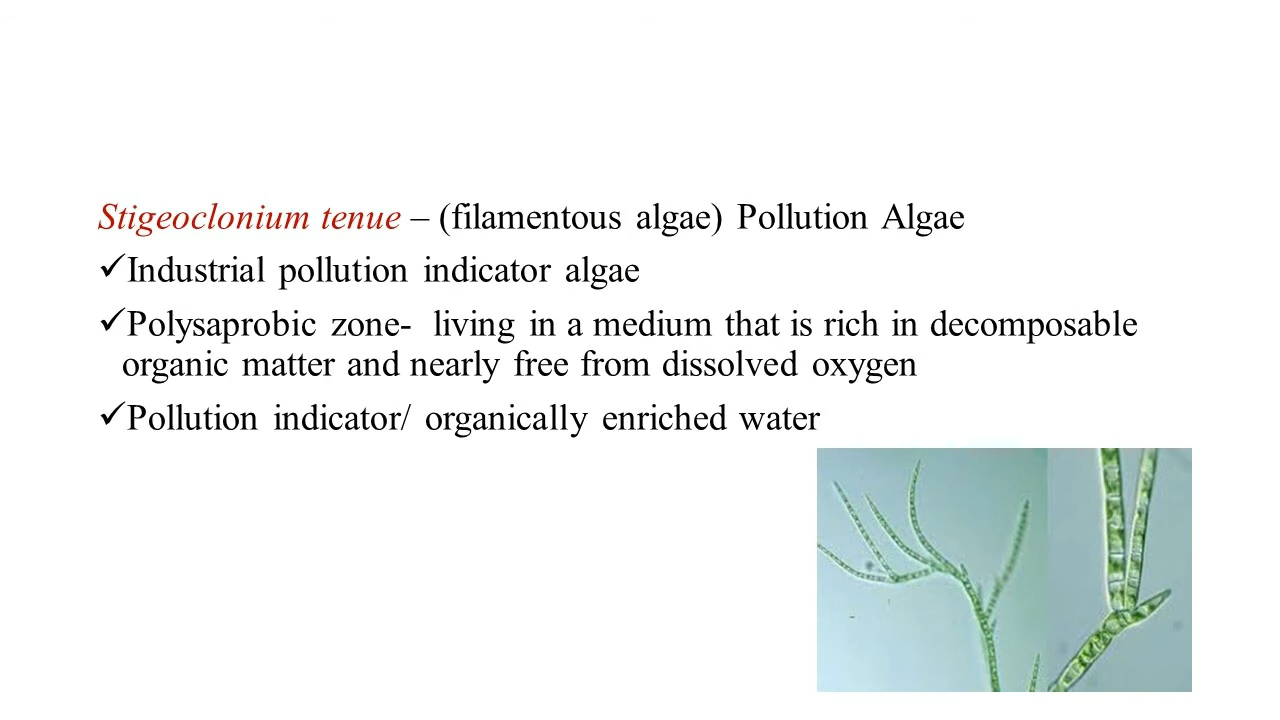 Stigeoclonium tenue – (filamentous algae) Pollution Algae
✓Industrial pollution indicator algae
✓Polysaprobic zone- living in a medium that is rich in decomposable
organic matter and nearly free from dissolved oxygen
✓Pollution indicator/ organically enriched water